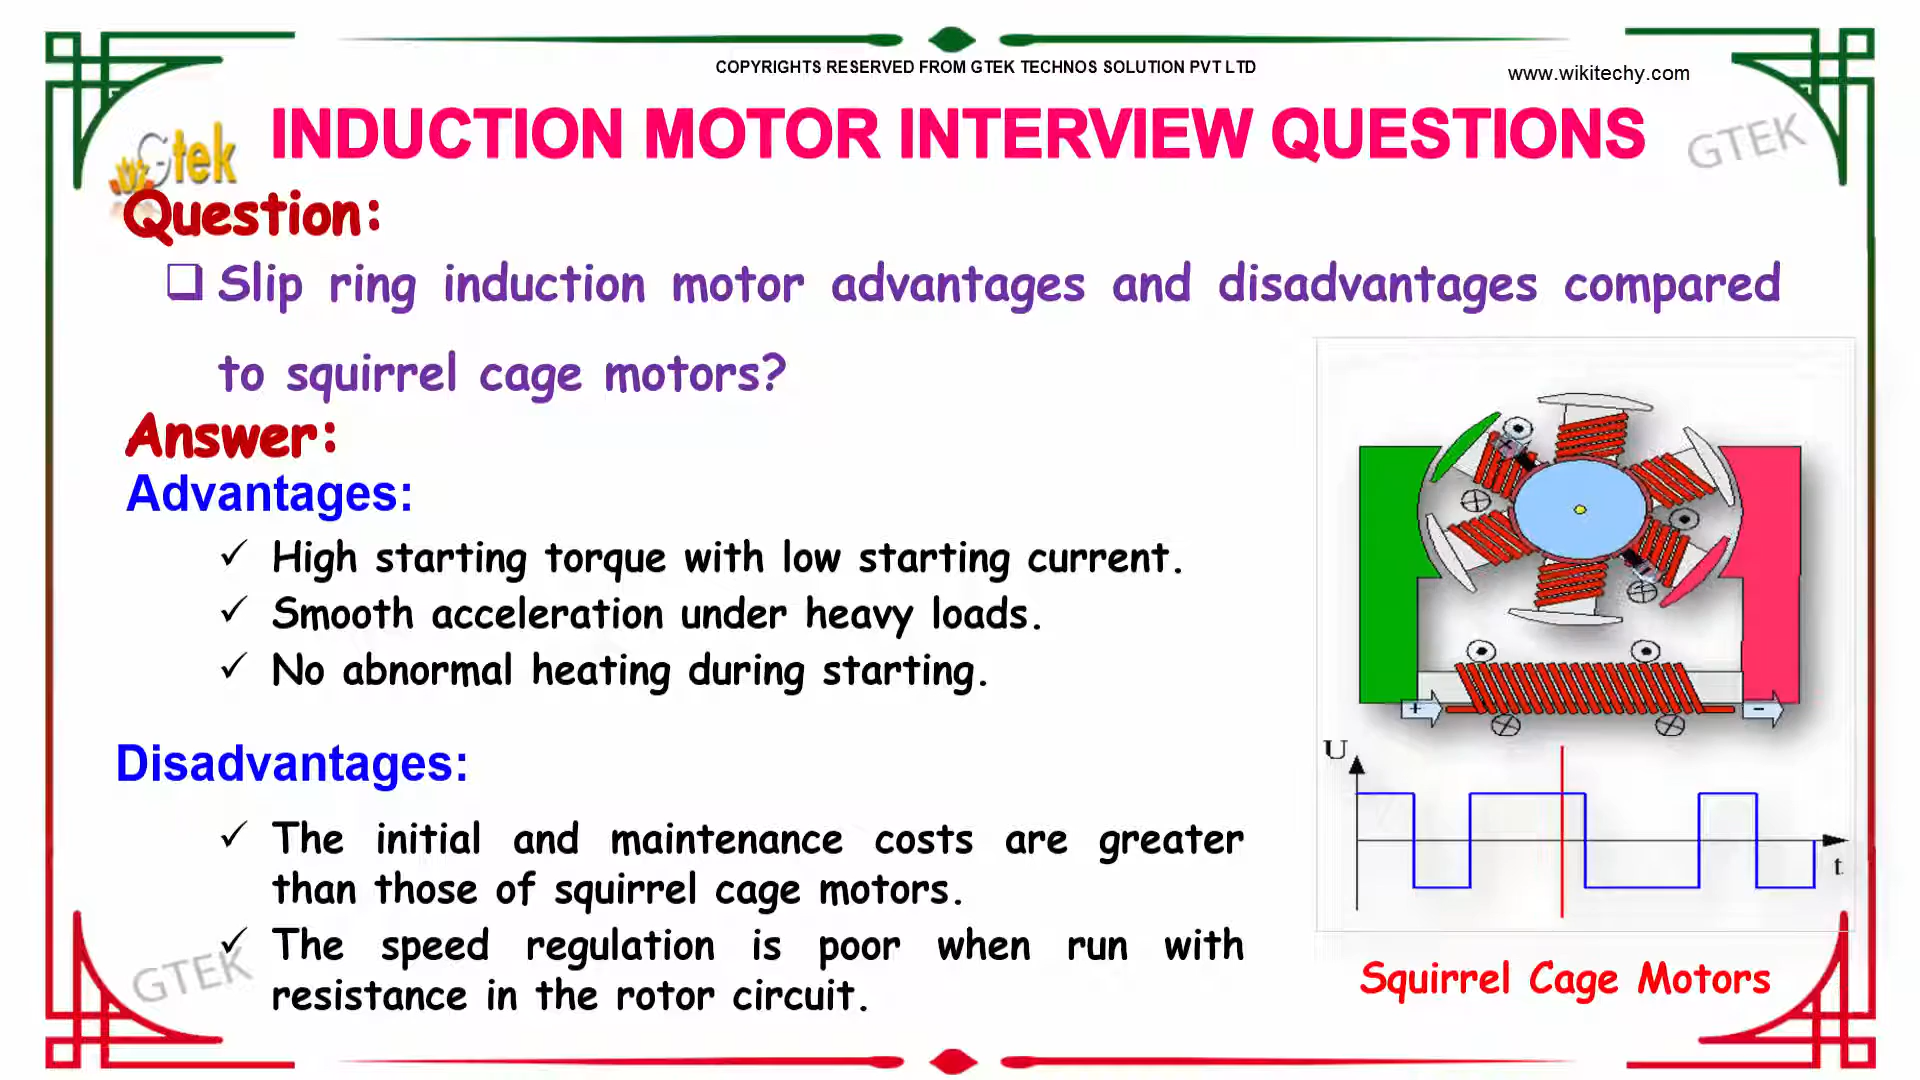 COPYRIGHTS RESERVED FROM GTEK TECHNOS SOLUTION PVT LTD
www.wikitechy.com
Gtek
INDUCTION MOTOR INTERVIEW QUESTIONS
GTEK
Question:
Slip ring induction motor advantages and disadvantages compared
to squirrel cage motors?
Answer:
Advantages:
High starting torque with low starting current.
Smooth acceleration under heavy loads.
No abnormal heating during starting.
+
-
U
t
Disadvantages:
The initial and maintenance costs are greater
than those of squirrel cage motors.
The speed regulation is poor when run with
resistance in the rotor circuit.
GTEK
Squirrel Cage Motors